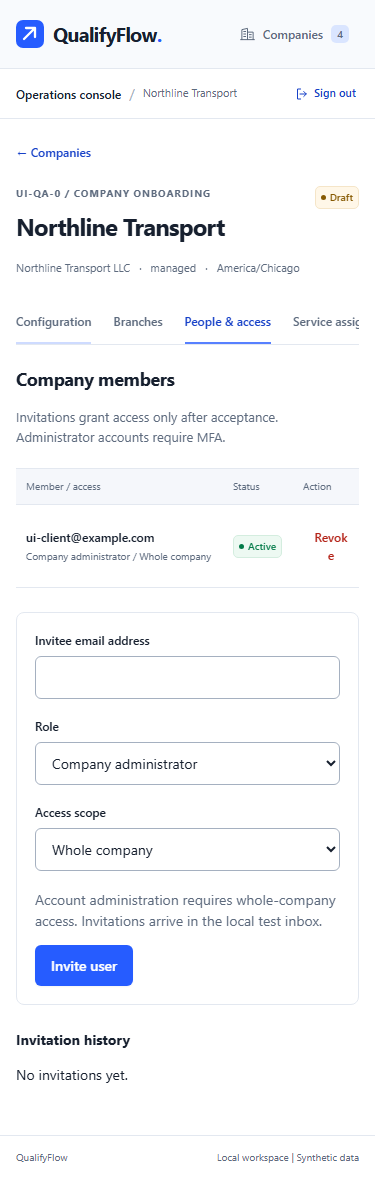 QualifyFlow.
Companies 4
Operations console / Northline Transport
Sign out
← Companies
UI-QA-0 / COMPANY ONBOARDING
Draft
Northline Transport
Northline Transport LLC · managed · America/Chicago
Configuration Branches People & access Service assig
Company members
Invitations grant access only after acceptance.
Administrator accounts require MFA.
Member / access Status Action
ui-client@example.com
Company administrator / Whole company
Active
Revok
e
Invitee email address
Role
Company administrator
Access scope
Whole company
Account administration requires whole-company
access. Invitations arrive in the local test inbox.
Invite user
Invitation history
No invitations yet.
QualifyFlow
Local workspace | Synthetic data